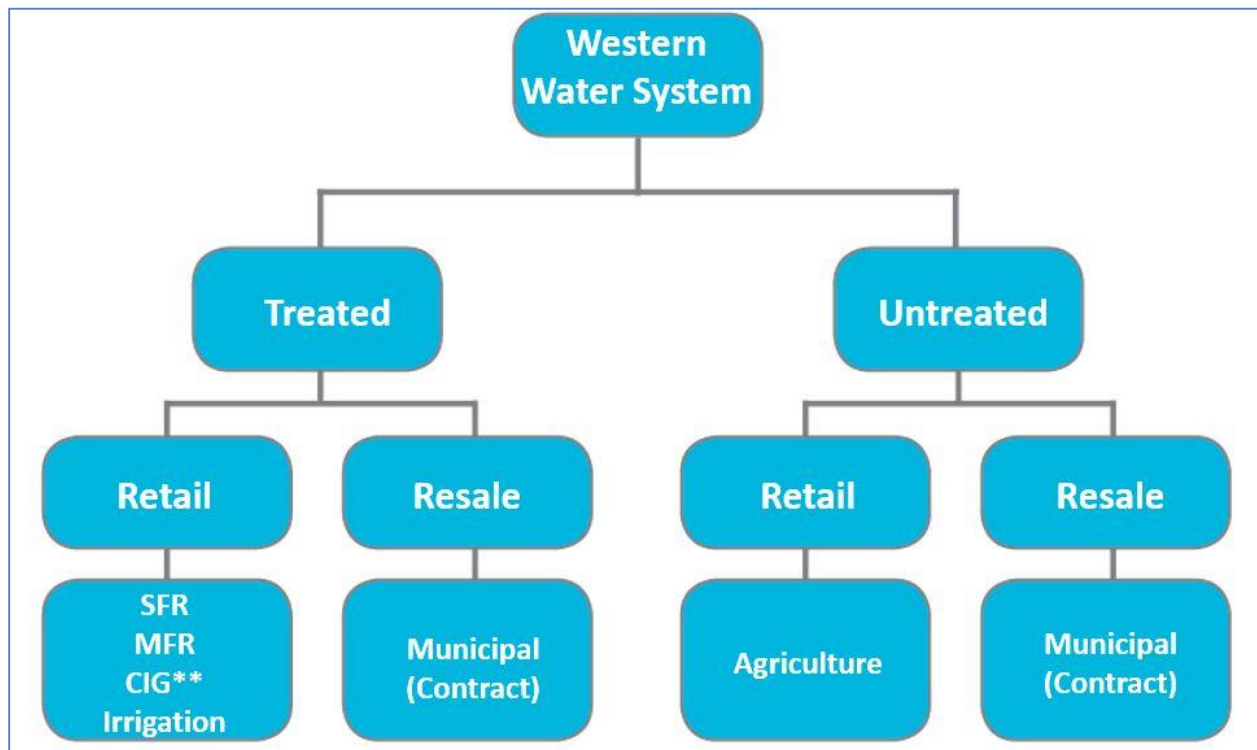 Western
Water System
Treated
Untreated
Retail
Resale
Retail
Resale
SFR
MFR
CIG**
Irrigation
Municipal
(Contract)
Agriculture
Municipal
(Contract)